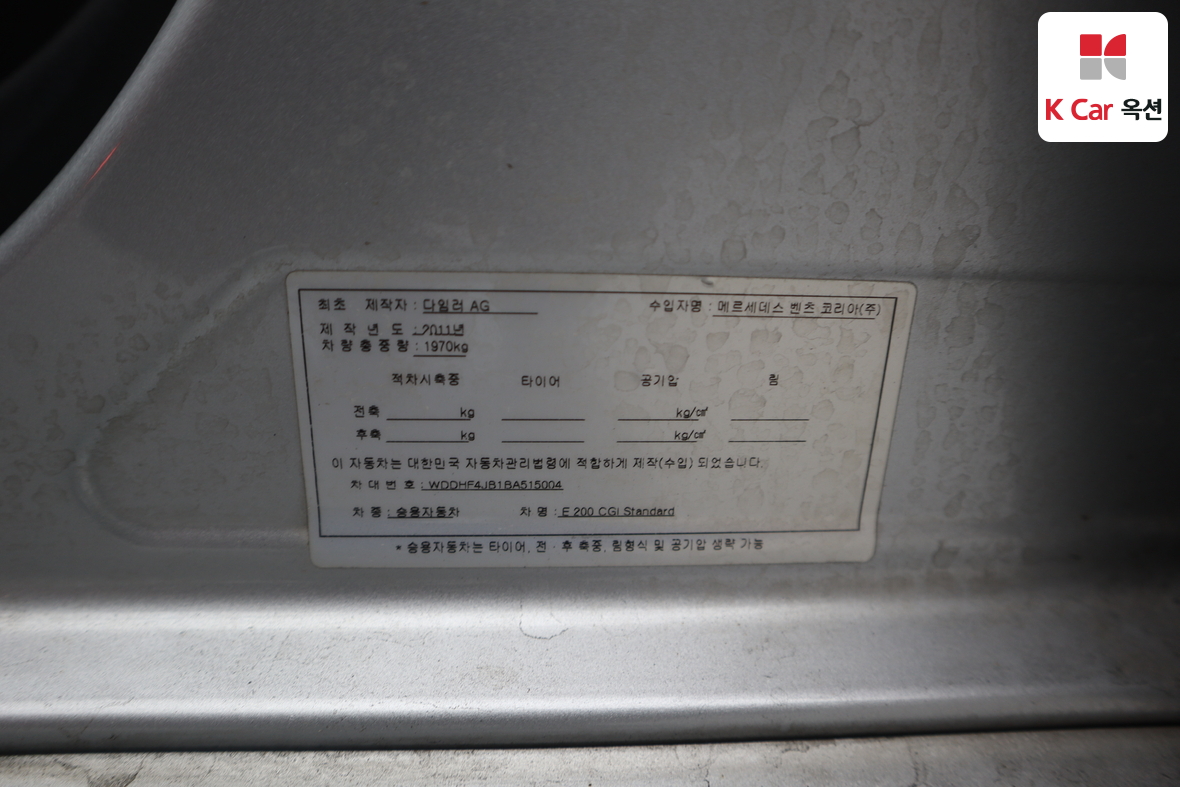 K Car 옥션
최초 제작자 : 다임러 AG 수입자명 : 메르세데스 벤츠 코리아(주)
제 작 년 도 : 2011년
차 량 총 중 량 : 1970kg
적차시축중 타이어 공기압 림
전축 kg kg/㎠
후축 kg kg/㎠
이 자동차는 대한민국 자동차관리법령에 적합하게 제작(수입) 되었습니다.
차 대 번 호 : WDDHF4JB1BA515004
차 종 : 승용자동차 차 명 : E 200 CGI Standard
* 승용자동차는 타이어, 전 · 후 축중, 림형식 및 공기압 생략 가능